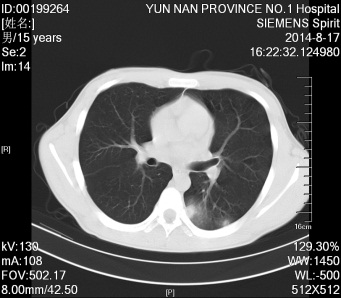 ID:00199264
YUN NAN PROVINCE NO.1 Hospital
[姓名:]
SIEMENS Spirit
男/15 years
2014-8-17
Se:2
16:22:32.124980
Im:14
[R]
[L]
16cm
kV:130
129.30%
mA:108
WW:1450
FOV:502.17
WL:-500
8.00mm/42.50
[P]
512X512